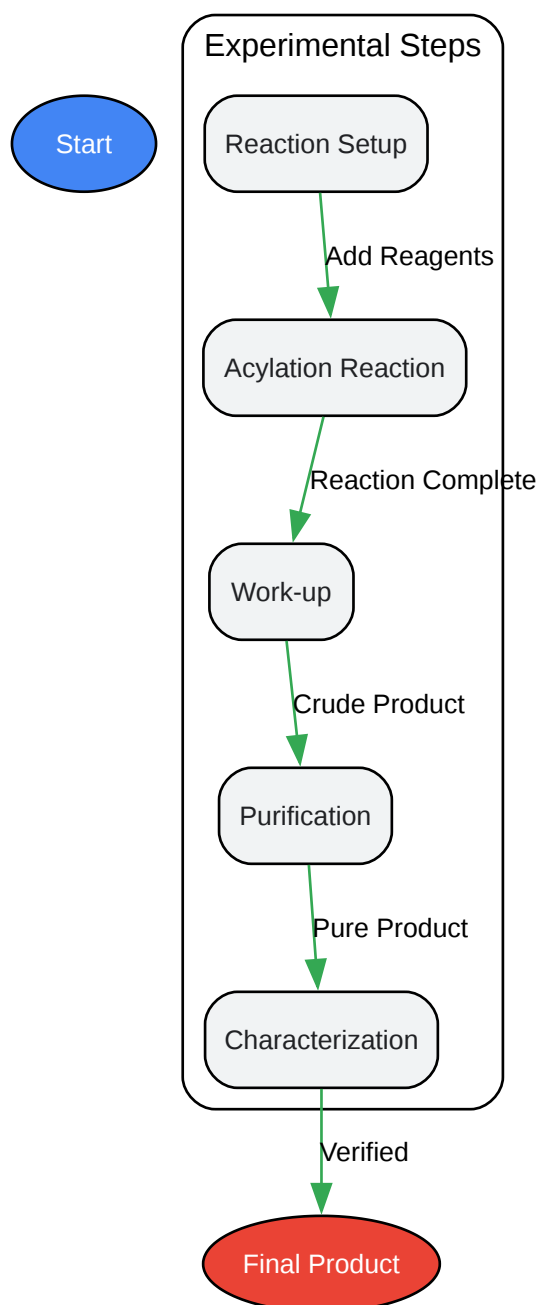 Experimental Steps
Start
Reaction Setup
Add Reagents
Acylation Reaction
Reaction Complete
Work-up
Crude Product
Purification
Pure Product
Characterization
Verified
Final Product